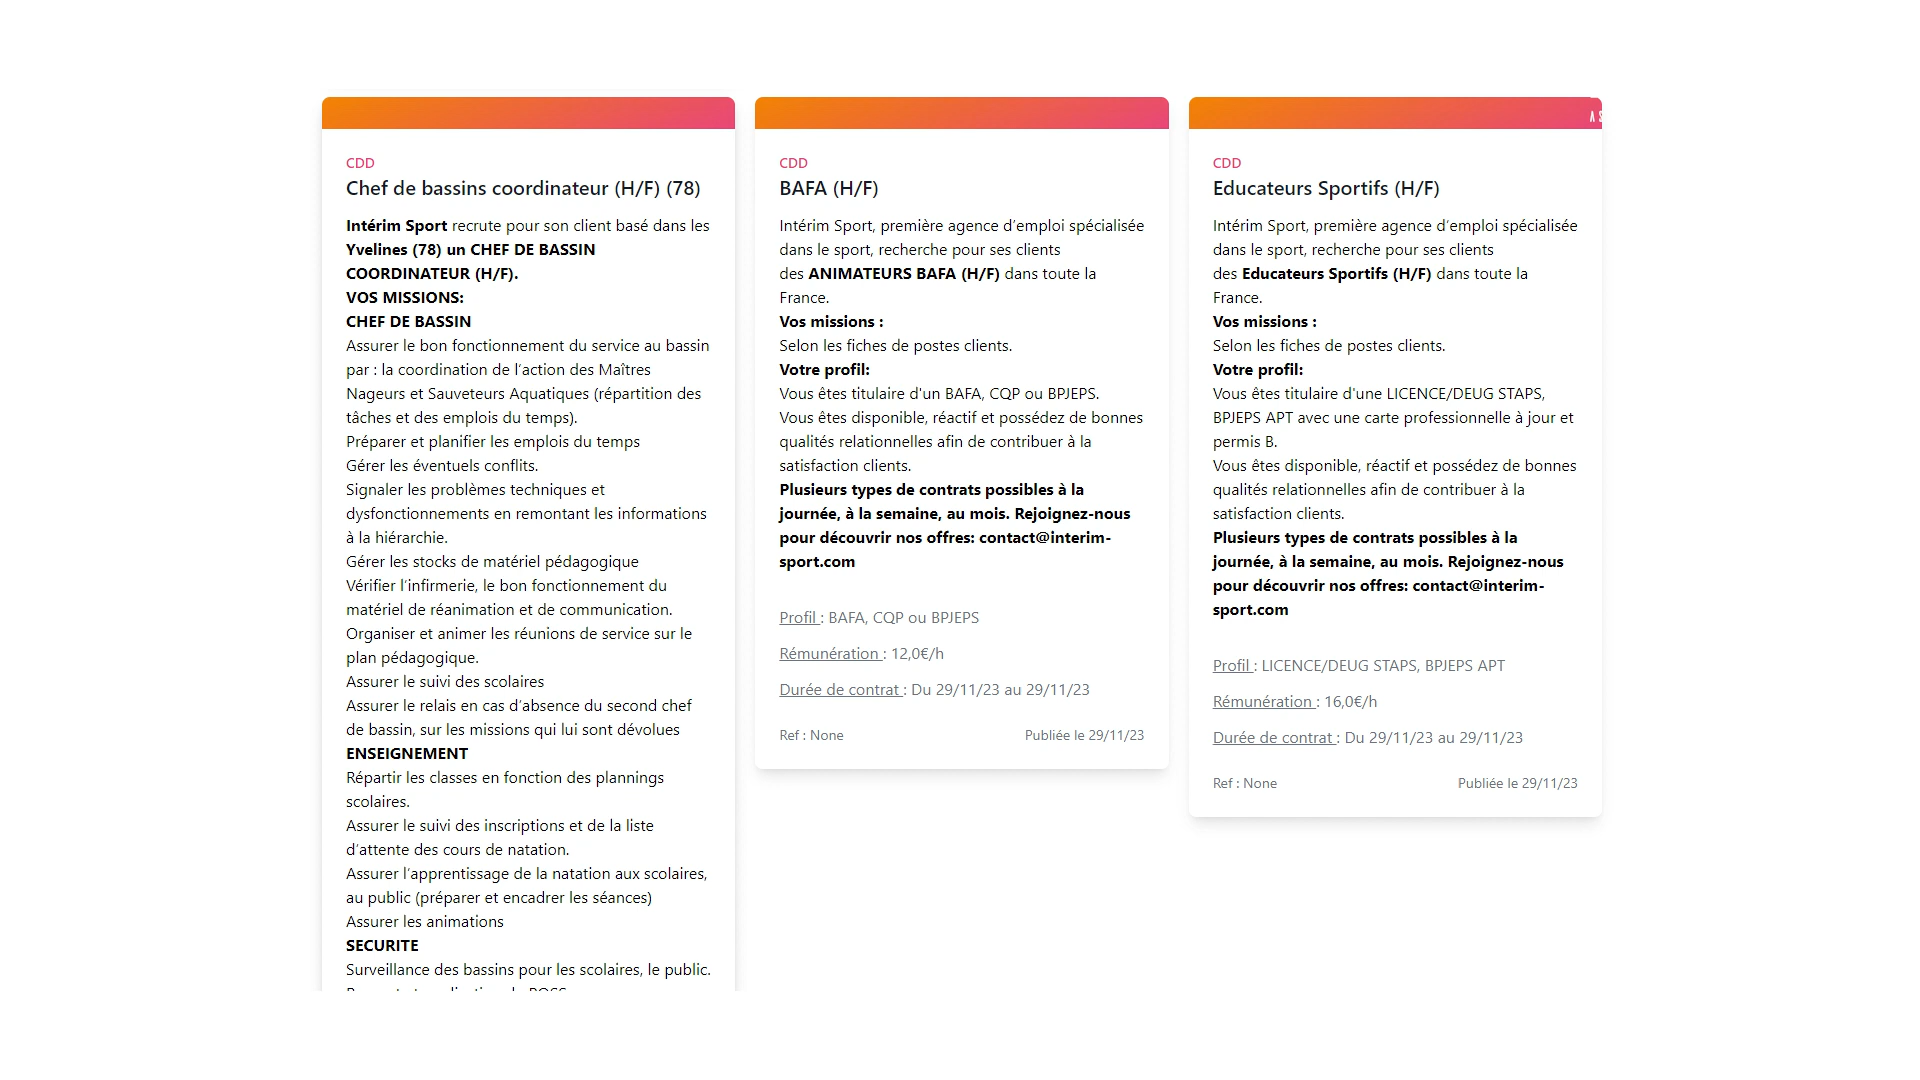 CDD
Chef de bassins coordinateur (H/F) (78)
Intérim Sport recrute pour son client basé dans les
Yvelines (78) un CHEF DE BASSIN
COORDINATEUR (H/F).
VOS MISSIONS:
CHEF DE BASSIN
Assurer le bon fonctionnement du service au bassin
par : la coordination de l’action des Maîtres
Nageurs et Sauveteurs Aquatiques (répartition des
tâches et des emplois du temps).
Préparer et planifier les emplois du temps
Gérer les éventuels conflits.
Signaler les problèmes techniques et
dysfonctionnements en remontant les informations
à la hiérarchie.
Gérer les stocks de matériel pédagogique
Vérifier l’infirmerie, le bon fonctionnement du
matériel de réanimation et de communication.
Organiser et animer les réunions de service sur le
plan pédagogique.
Assurer le suivi des scolaires
Assurer le relais en cas d’absence du second chef
de bassin, sur les missions qui lui sont dévolues
ENSEIGNEMENT
Répartir les classes en fonction des plannings
scolaires.
Assurer le suivi des inscriptions et de la liste
d’attente des cours de natation.
Assurer l’apprentissage de la natation aux scolaires,
au public (préparer et encadrer les séances)
Assurer les animations
SECURITE
Surveillance des bassins pour les scolaires, le public.
CDD
BAFA (H/F)
Intérim Sport, première agence d’emploi spécialisée
dans le sport, recherche pour ses clients
des ANIMATEURS BAFA (H/F) dans toute la
France.
Vos missions :
Selon les fiches de postes clients.
Votre profil:
Vous êtes titulaire d'un BAFA, CQP ou BPJEPS.
Vous êtes disponible, réactif et possédez de bonnes
qualités relationnelles afin de contribuer à la
satisfaction clients.
Plusieurs types de contrats possibles à la
journée, à la semaine, au mois. Rejoignez-nous
pour découvrir nos offres: contact@interim-
sport.com
Profil : BAFA, CQP ou BPJEPS
Rémunération : 12,0€/h
Durée de contrat : Du 29/11/23 au 29/11/23
Ref : None Publiée le 29/11/23
CDD
Educateurs Sportifs (H/F)
Intérim Sport, première agence d’emploi spécialisée
dans le sport, recherche pour ses clients
des Educateurs Sportifs (H/F) dans toute la
France.
Vos missions :
Selon les fiches de postes clients.
Votre profil:
Vous êtes titulaire d'une LICENCE/DEUG STAPS,
BPJEPS APT avec une carte professionnelle à jour et
permis B.
Vous êtes disponible, réactif et possédez de bonnes
qualités relationnelles afin de contribuer à la
satisfaction clients.
Plusieurs types de contrats possibles à la
journée, à la semaine, au mois. Rejoignez-nous
pour découvrir nos offres: contact@interim-
sport.com
Profil : LICENCE/DEUG STAPS, BPJEPS APT
Rémunération : 16,0€/h
Durée de contrat : Du 29/11/23 au 29/11/23
Ref : None Publiée le 29/11/23